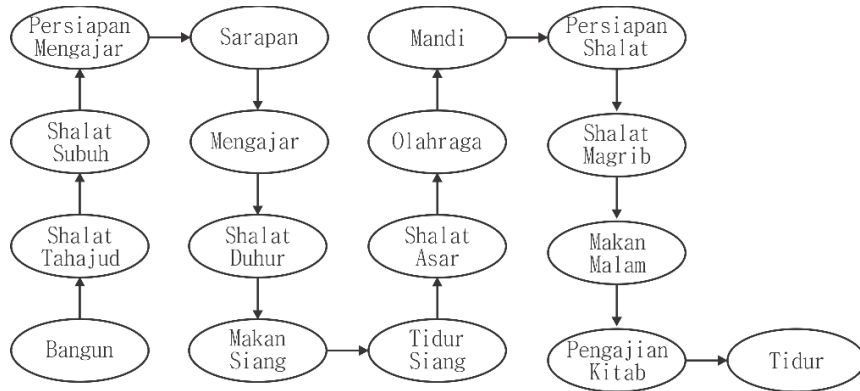 Persiapan
Mengajar
Sarapan
Mandi
Persiapan
Shalat
Shalat
Subuh
Mengajar
Olahraga
Shalat
Magrib
Shalat
Tahajud
Shalat
Duhur
Shalat
Asar
Makan
Malam
Bangun
Makan
Siang
Tidur
Siang
Pengajian
Kitab
Tidur